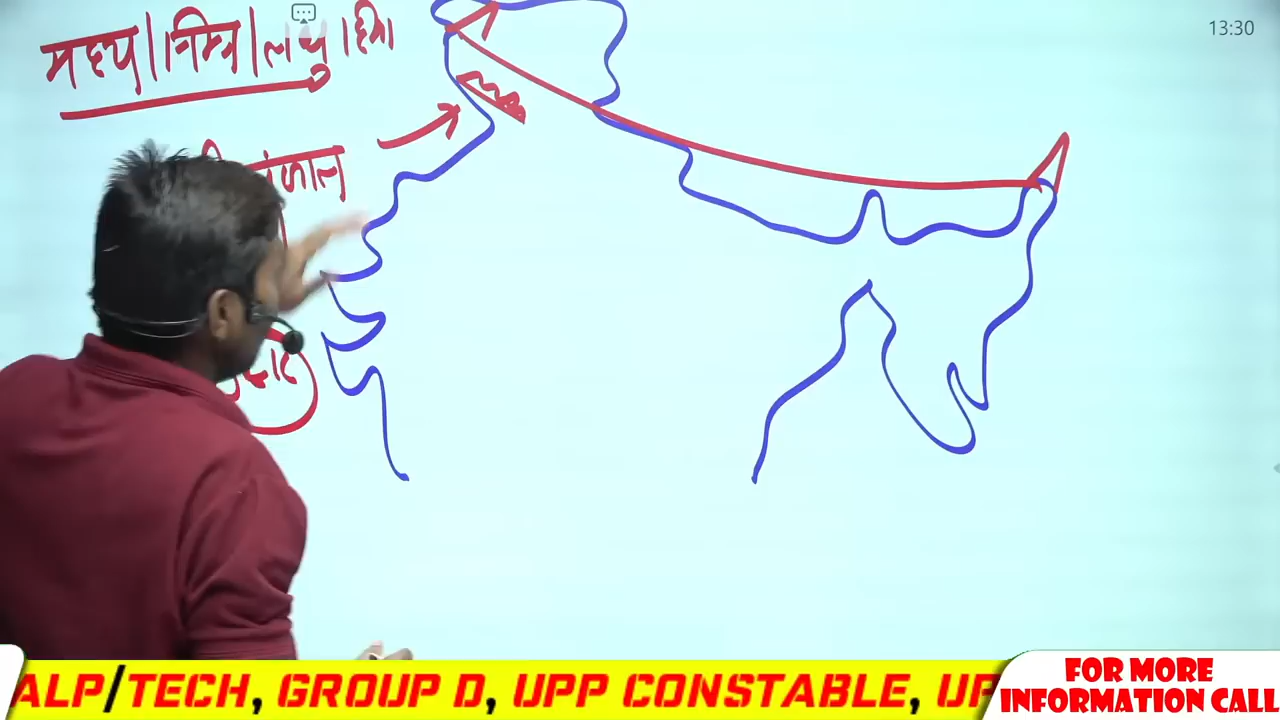 मध्य|निम्न|लघु|हिo
13:30
ALP/TECH, GROUP D, UPP CONSTABLE, UP
FOR MORE
INFORMATION CALL